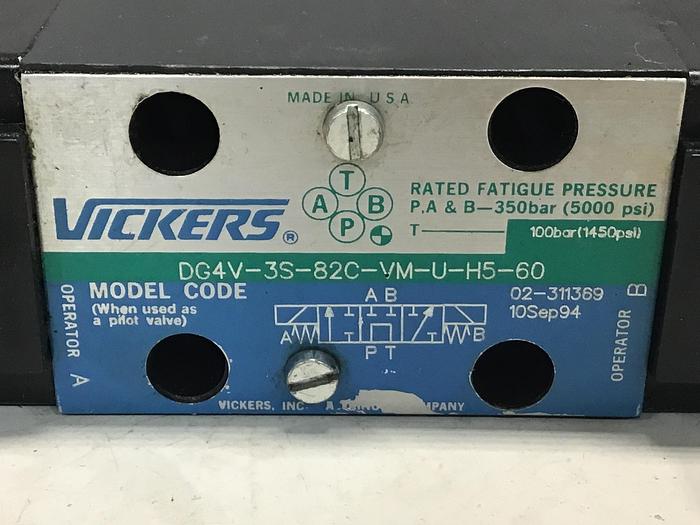 MADE IN USA
T
A B
P
VICKERS®
RATED FATIGUE PRESSURE
P.A & B—350bar (5000 psi)
T— 100bar(1450psi)
DG4V-3S-82C-VM-U-H5-60
MODEL CODE
(When used as
a pilot valve)
OPERATOR A
A B
A B
P T
02-311369
10Sep94
OPERATOR B
VICKERS, INC. A